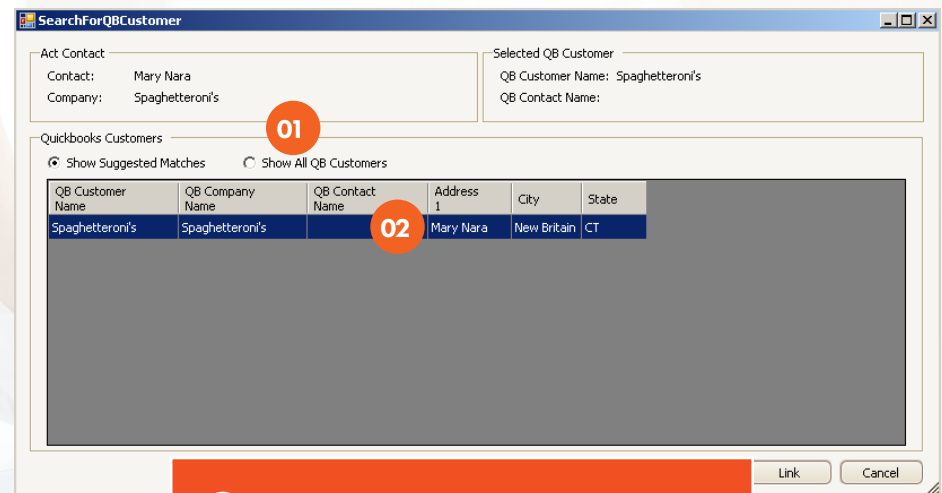 SearchForQBCustomer
Act Contact
Contact: Mary Nara
Company: Spaghetteroni's
Selected QB Customer
QB Customer Name: Spaghetteroni's
QB Contact Name:
01
Quickbooks Customers
Show Suggested Matches Show All QB Customers
QB Customer Name QB Company Name QB Contact Name Address 1 City State
Spaghetteroni's Spaghetteroni's 02 Mary Nara New Britain CT
Link Cancel